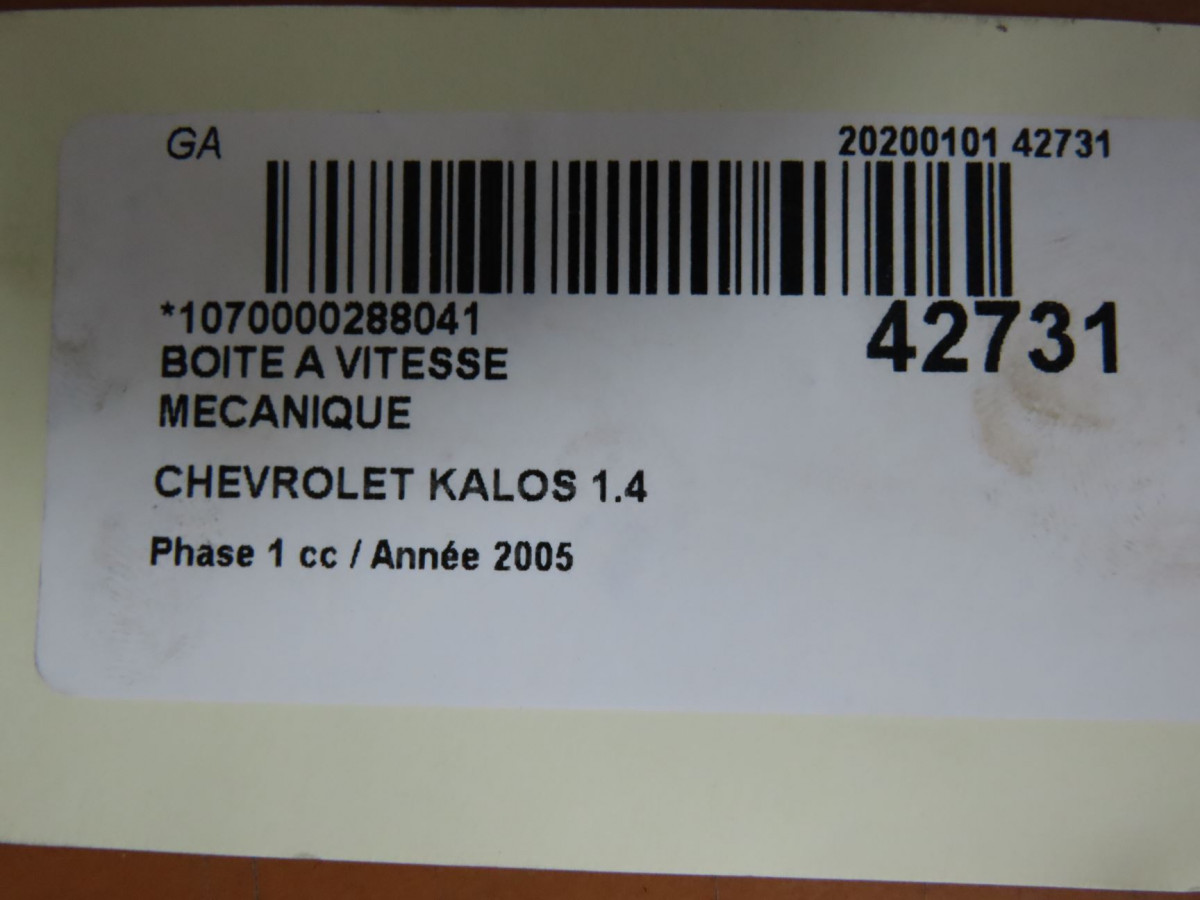 GA
20200101 42731
*1070000288041
42731
BOITE A VITESSE
MECANIQUE
CHEVROLET KALOS 1.4
Phase 1 cc / Année 2005